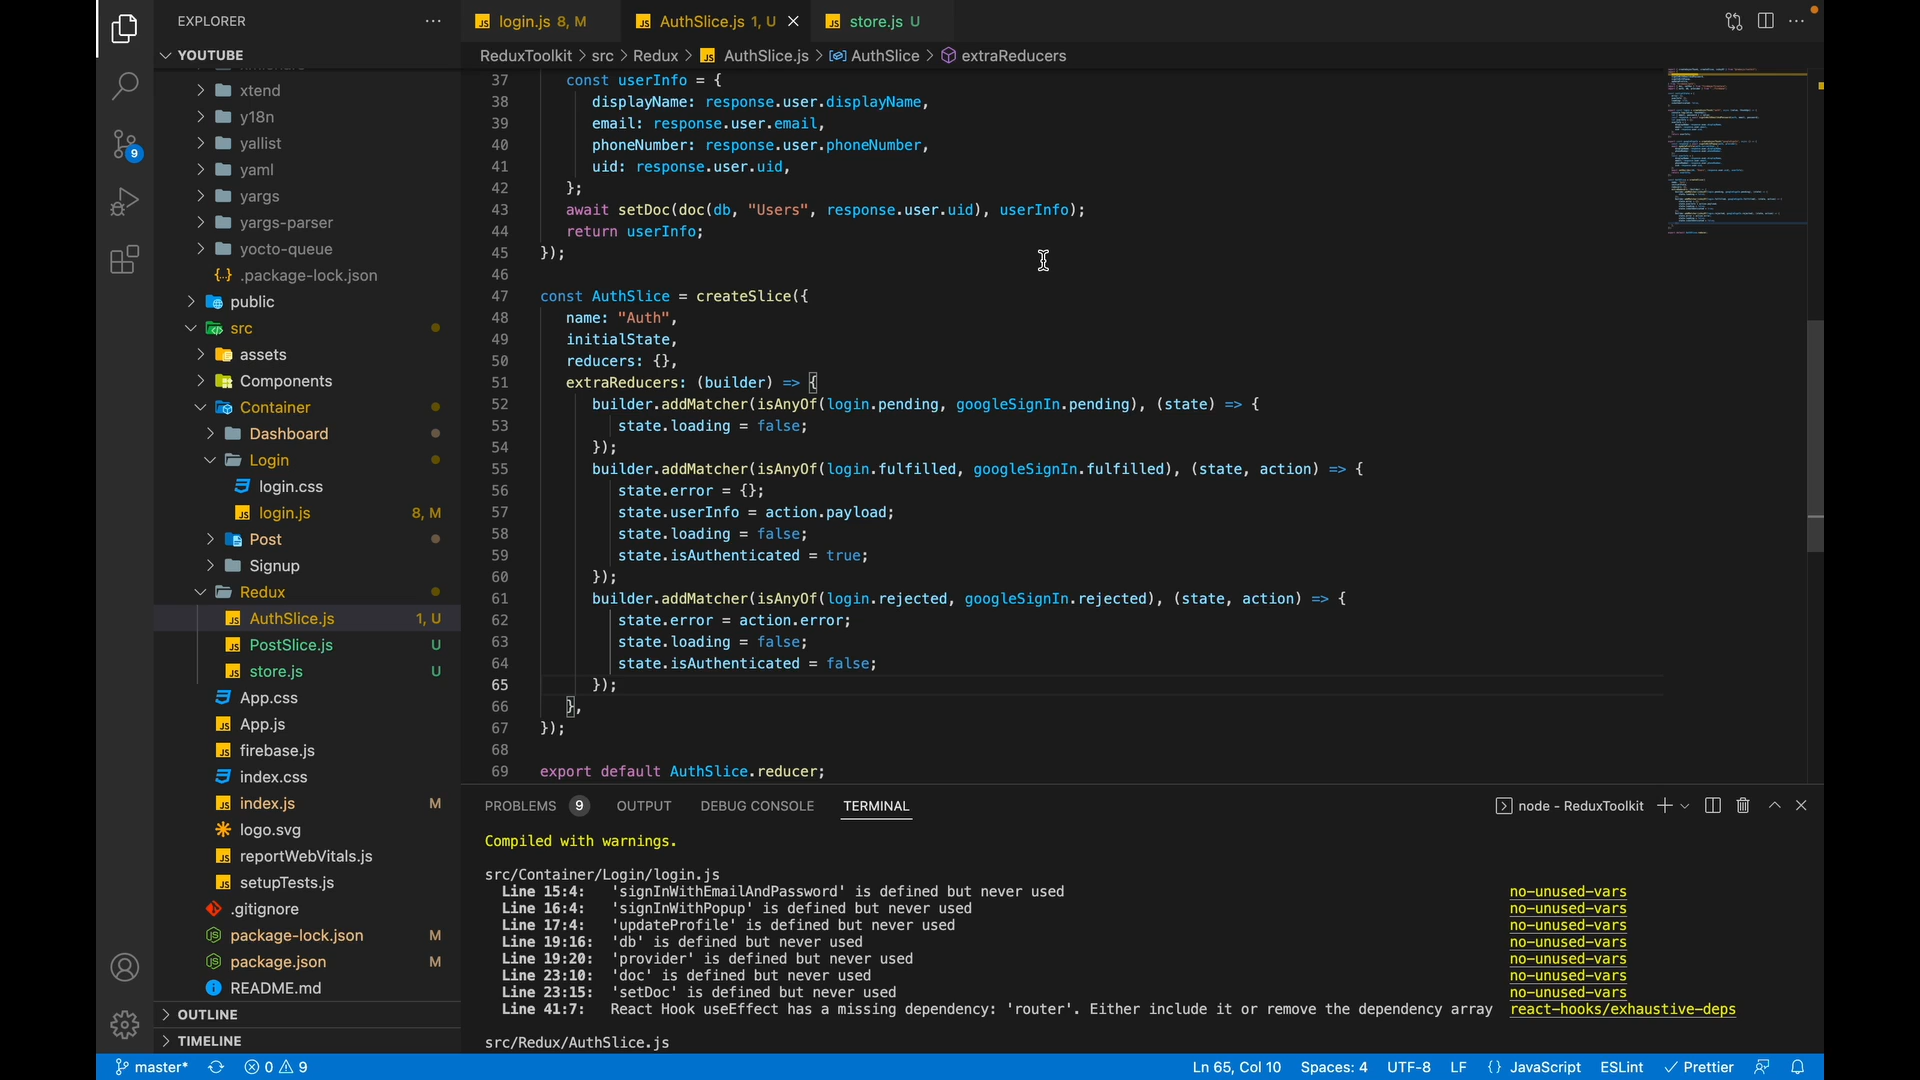 EXPLORER
login.js 8, M
AuthSlice.js 1, U
store.js U
YOUTUBE
ReduxToolkit > src > Redux > AuthSlice.js > AuthSlice > extraReducers
xtend
y18n
yallist
yaml
yargs
yargs-parser
yocto-queue
.package-lock.json
public
src
assets
Components
Container
Dashboard
Login
login.css
login.js 8, M
Post
Signup
Redux
AuthSlice.js 1, U
PostSlice.js U
store.js U
App.css
App.js
firebase.js
index.css
index.js M
logo.svg
reportWebVitals.js
setupTests.js
.gitignore
package-lock.json M
package.json M
README.md
OUTLINE
TIMELINE
9
37 const userInfo = {
38 displayName: response.user.displayName,
39 email: response.user.email,
40 phoneNumber: response.user.phoneNumber,
41 uid: response.user.uid,
42 };
43 await setDoc(doc(db, "Users", response.user.uid), userInfo);
44 return userInfo;
45 });
46
47 const AuthSlice = createSlice({
48 name: "Auth",
49 initialState,
50 reducers: {},
51 extraReducers: (builder) => {
52 builder.addMatcher(isAnyOf(login.pending, googleSignIn.pending), (state) => {
53 state.loading = false;
54 });
55 builder.addMatcher(isAnyOf(login.fulfilled, googleSignIn.fulfilled), (state, action) => {
56 state.error = {};
57 state.userInfo = action.payload;
58 state.loading = false;
59 state.isAuthenticated = true;
60 });
61 builder.addMatcher(isAnyOf(login.rejected, googleSignIn.rejected), (state, action) => {
62 state.error = action.error;
63 state.loading = false;
64 state.isAuthenticated = false;
65 });
66 },
67 });
68
69 export default AuthSlice.reducer;
PROBLEMS 9 OUTPUT DEBUG CONSOLE TERMINAL node - ReduxToolkit
Compiled with warnings.
src/Container/Login/login.js
Line 15:4: 'signInWithEmailAndPassword' is defined but never used no-unused-vars
Line 16:4: 'signInWithPopup' is defined but never used no-unused-vars
Line 17:4: 'updateProfile' is defined but never used no-unused-vars
Line 19:16: 'db' is defined but never used no-unused-vars
Line 19:20: 'provider' is defined but never used no-unused-vars
Line 23:10: 'doc' is defined but never used no-unused-vars
Line 23:15: 'setDoc' is defined but never used no-unused-vars
Line 41:7: React Hook useEffect has a missing dependency: 'router'. Either include it or remove the dependency array react-hooks/exhaustive-deps
src/Redux/AuthSlice.js
master* 0 9 Ln 65, Col 10 Spaces: 4 UTF-8 LF {} JavaScript ESLint Prettier